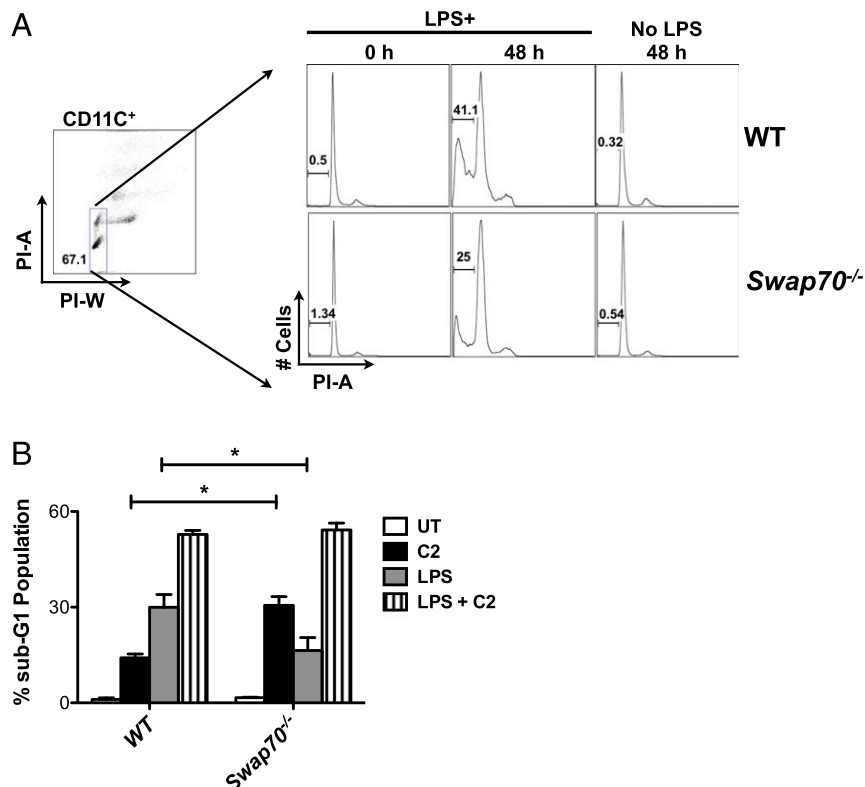 A
LPS+
No LPS
0 h 48 h 48 h
CD11C+
PI-A
67.1
PI-W
0.5
41.1
0.32
WT
1.34
25
0.54
Swap70-/-
# Cells
PI-A
B
* 
*
% sub-G1 Population
60
30
0
UT
C2
LPS
LPS + C2
WT
Swap70-/-